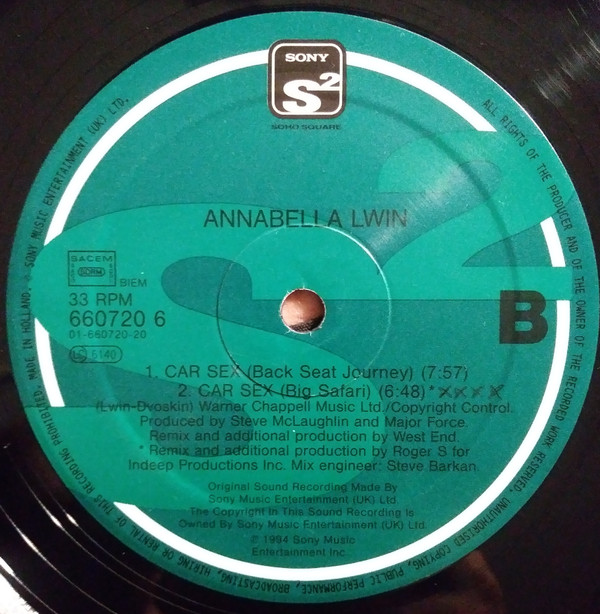 SONY
S2
SOHO SQUARE
ANNABELLA LWIN
SACEM
SDRM
BIEM
33 RPM
660720 6
01-660720-20
LC 6140
B
1. CAR SEX (Back Seat Journey) (7:57)
2. CAR SEX (Big Safari) (6:48) * XXXX
(Lwin-Dvoskin) Warner Chappell Music Ltd./Copyright Control.
Produced by Steve McLaughlin and Major Force.
Remix and additional production by West End.
* Remix and additional production by Roger S for
Indeep Productions Inc. Mix engineer: Steve Barkan.
Original Sound Recording Made By
Sony Music Entertainment (UK) Ltd.
The Copyright In This Sound Recording Is
Owned By Sony Music Entertainment (UK) Ltd.
℗ 1994 Sony Music
Entertainment Inc.
ALL RIGHTS OF THE PRODUCER AND OF THE OWNER OF THE RECORDED WORK RESERVED. UNAUTHORISED COPYING, PUBLIC PERFORMANCE, BROADCASTING, HIRING OR RENTAL OF THIS RECORDING PROHIBITED. MADE IN HOLLAND. SONY MUSIC ENTERTAINMENT (UK) LTD.